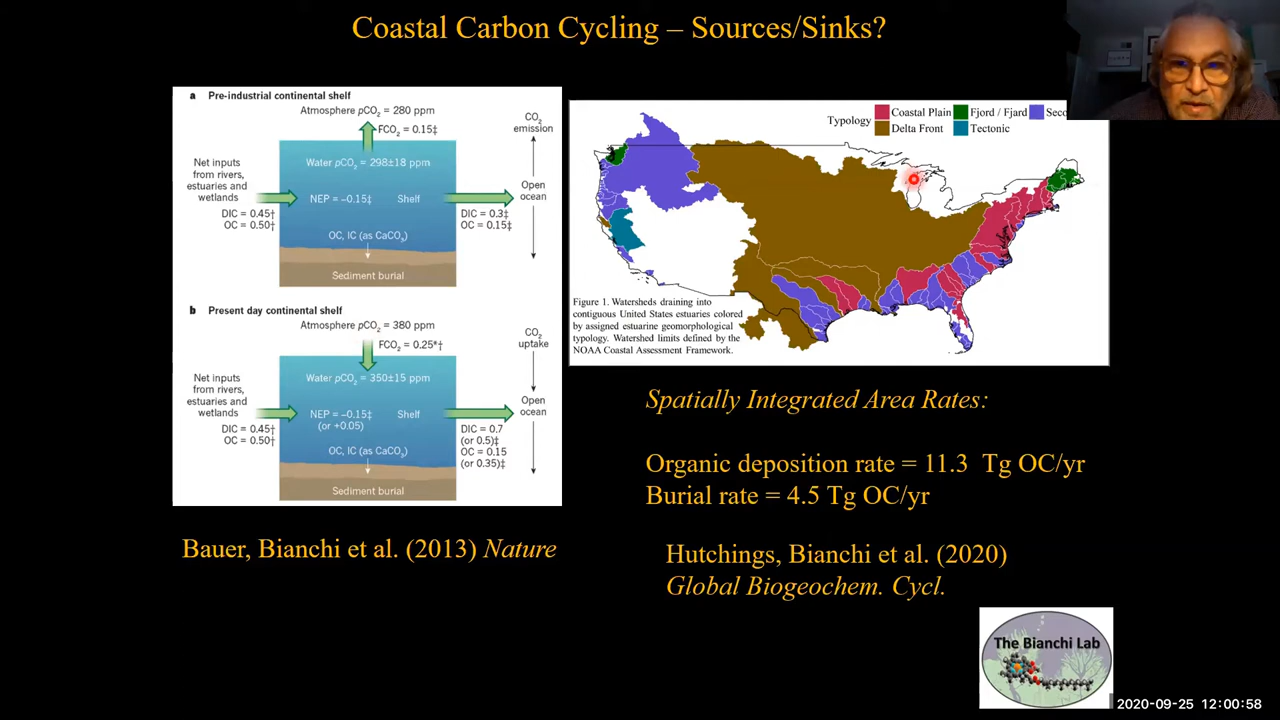 Coastal Carbon Cycling – Sources/Sinks?
a Pre-industrial continental shelf
Atmosphere pCO₂ = 280 ppm
FCO₂ = 0.15‡
CO₂
emission
Net inputs
from rivers,
estuaries and
wetlands
Water pCO₂ = 298±18 ppm
NEP = –0.15‡ Shelf
Open
ocean
DIC = 0.45†
OC = 0.50†
DIC = 0.3‡
OC = 0.15‡
OC, IC (as CaCO₃)
Sediment burial
b Present day continental shelf
Atmosphere pCO₂ = 380 ppm
FCO₂ = 0.25*†
CO₂
uptake
Net inputs
from rivers,
estuaries and
wetlands
Water pCO₂ = 350±15 ppm
NEP = –0.15‡ Shelf
(or +0.05)
Open
ocean
DIC = 0.45†
OC = 0.50†
DIC = 0.7
(or 0.5)‡
OC = 0.15
(or 0.35)‡
OC, IC (as CaCO₃)
Sediment burial
Bauer, Bianchi et al. (2013) Nature
Typology Coastal Plain Fjord / Fjard
Delta Front Tectonic
Figure 1. Watersheds draining into
contiguous United States estuaries colored
by assigned estuarine geomorphological
typology. Watershed limits defined by the
NOAA Coastal Assessment Framework.
Spatially Integrated Area Rates:
Organic deposition rate = 11.3 Tg OC/yr
Burial rate = 4.5 Tg OC/yr
Hutchings, Bianchi et al. (2020)
Global Biogeochem. Cycl.
The Bianchi Lab
2020-09-25 12:00:58